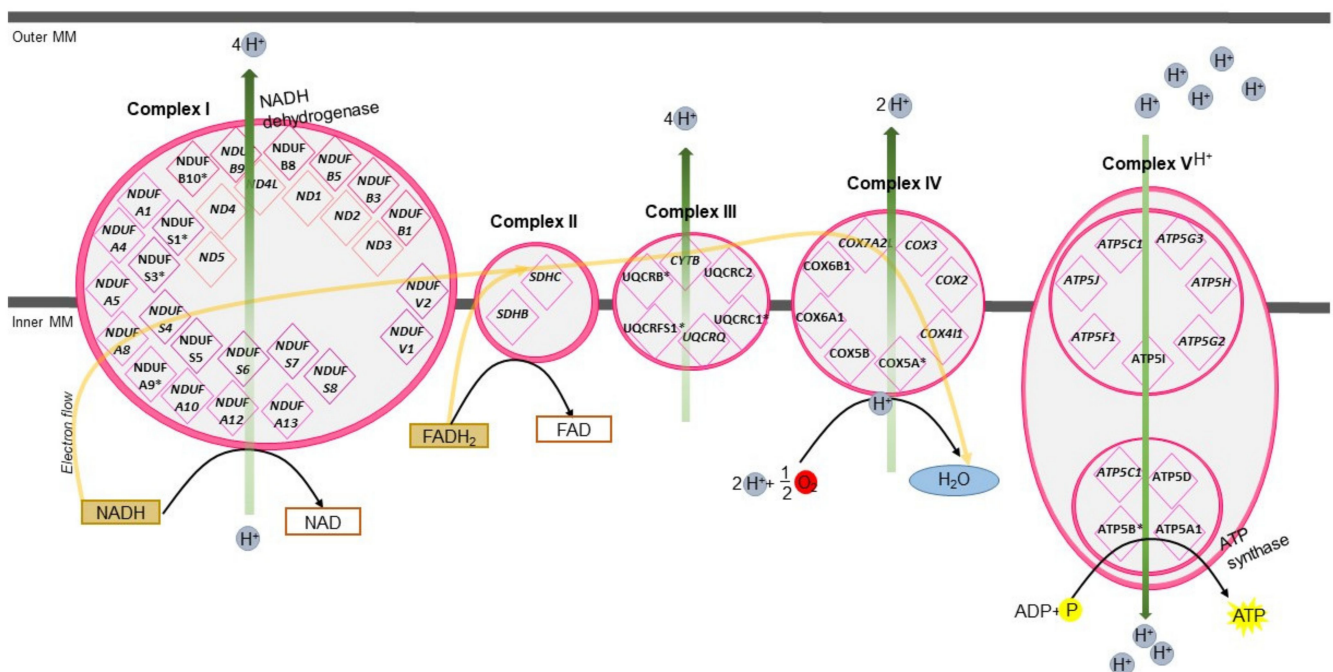 Outer MM
Inner MM
4 H⁺
Complex I
NADH
dehydrogenase
NDUF
B10*
NDUF
B9
NDUF
B8
NDUF
B5
NDUF
B3
NDUF
B1
NDUF
A1
NDUF
A4
NDUF
A5
NDUF
A8
NDUF
A9*
NDUF
A10
NDUF
A12
NDUF
A13
NDUF
S1*
NDUF
S3*
NDUF
S4
NDUF
S5
NDUF
S6
NDUF
S7
NDUF
S8
NDUF
V2
NDUF
V1
ND5
ND4
ND4L
ND1
ND2
ND3
Electron flow
NADH
NAD
H⁺
Complex II
SDHC
SDHB
FADH₂
FAD
4 H⁺
Complex III
CYTB
UQCRB*
UQCRC2
UQCRFS1*
UQCRC1*
UQCRQ
2 H⁺
Complex IV
COX7A2L
COX3
COX6B1
COX2
COX6A1
COX4I1
COX5B
COX5A*
H⁺
2 H⁺ + 1/2 O₂
H₂O
H⁺
H⁺
H⁺
H⁺
H⁺
Complex V H⁺
ATP5C1
ATP5G3
ATP5J
ATP5H
ATP5F1
ATP5G2
ATP5I
ATP5C1
ATP5D
ATP5B*
ATP5A1
ATP
synthase
ADP+ P
ATP
H⁺
H⁺
H⁺